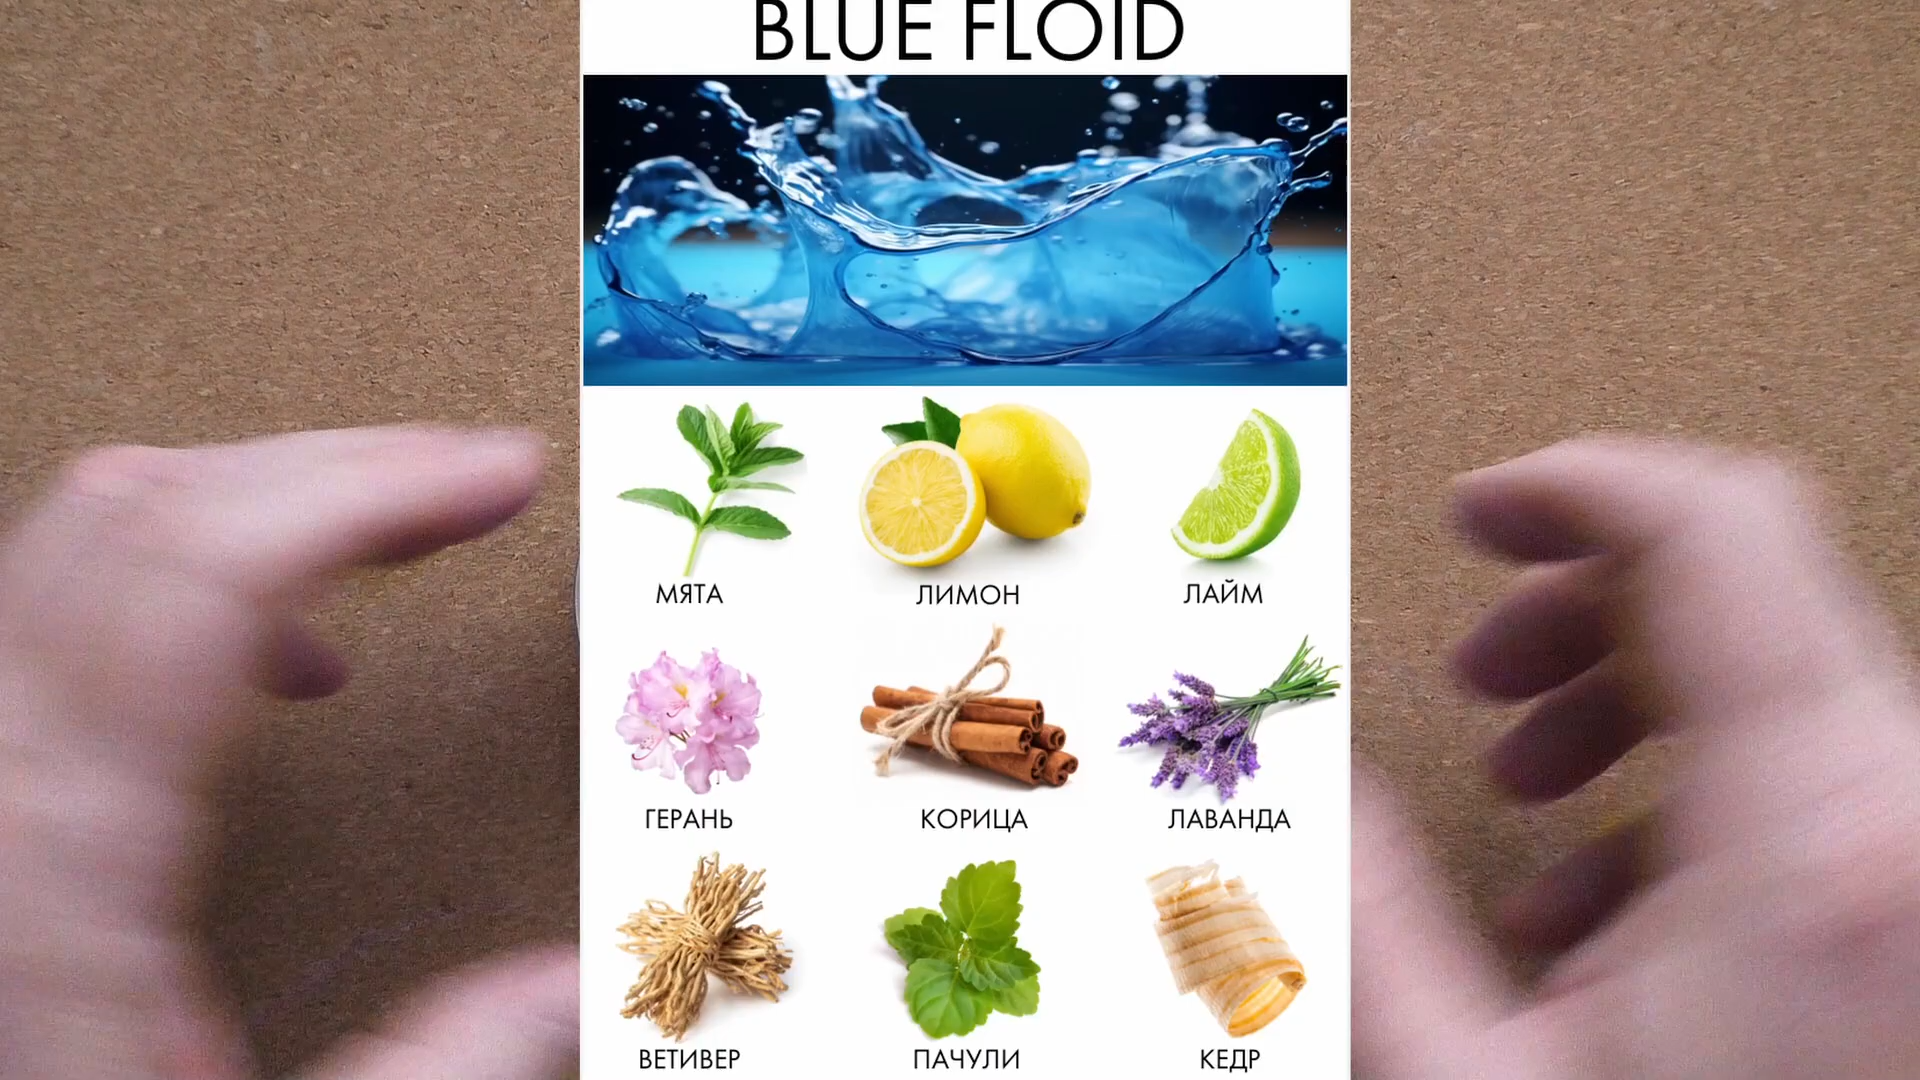 BLUE FLOID
МЯТА ЛИМОН ЛАЙМ
ГЕРАНЬ КОРИЦА ЛАВАНДА
ВЕТИВЕР ПАЧУЛИ КЕДР